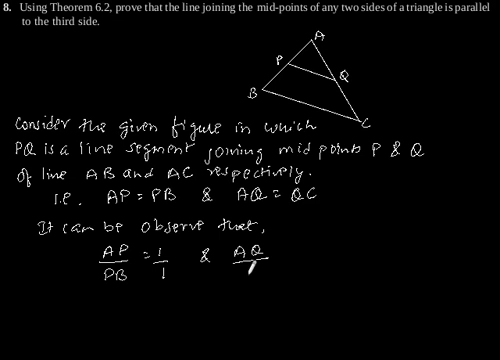 8. Using Theorem 6.2, prove that the line joining the mid-points of any two sides of a triangle is parallel
to the third side.
A
P
Q
B
C
Consider the given figure in which
PQ is a line segment joining mid points P & Q
of line AB and AC respectively.
i.e. AP = PB & AQ = QC
It can be observe that,
AP/PB = 1/1 & AQ/